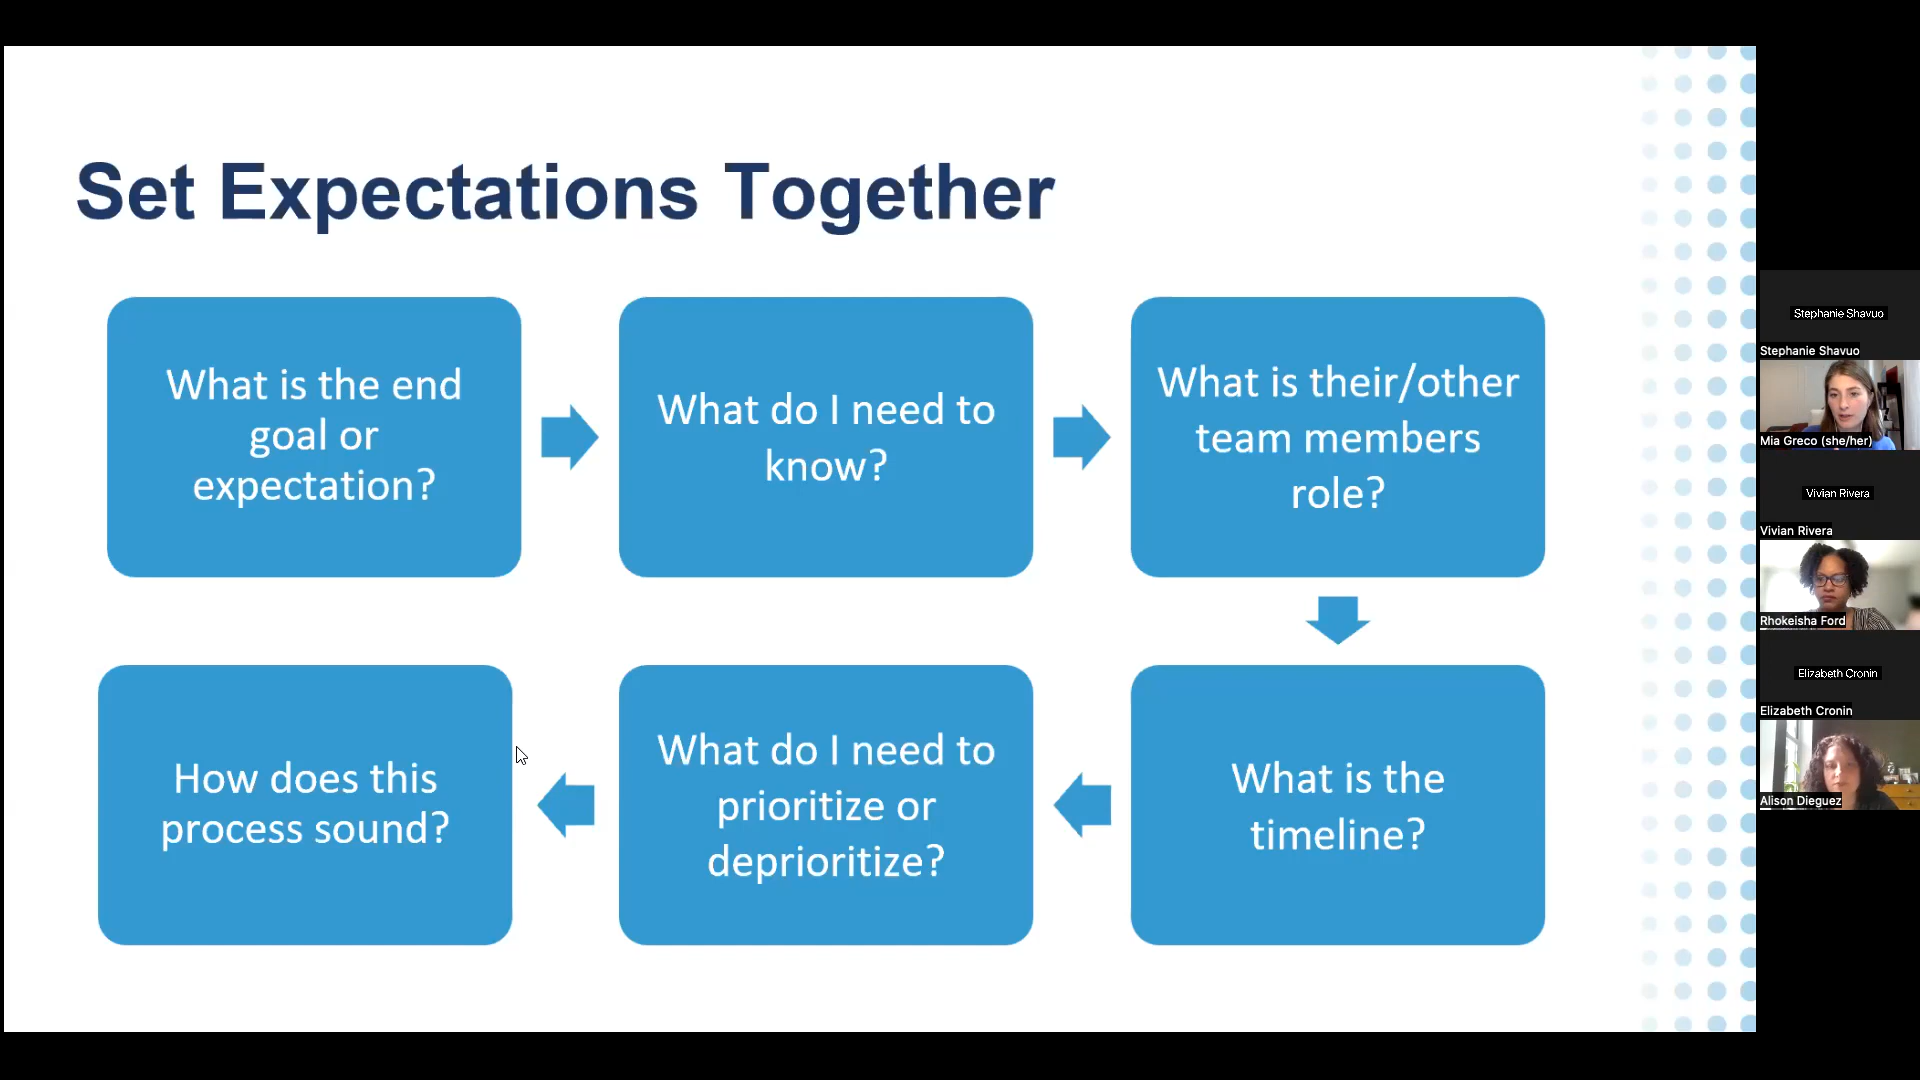 Set Expectations Together
What is the end
goal or
expectation?
What do I need to
know?
What is their/other
team members
role?
What is the
timeline?
What do I need to
prioritize or
deprioritize?
How does this
process sound?
Stephanie Shavuo
Stephanie Shavuo
Mia Greco (she/her)
Vivian Rivera
Vivian Rivera
Rhokeisha Ford
Elizabeth Cronin
Elizabeth Cronin
Alison Dieguez